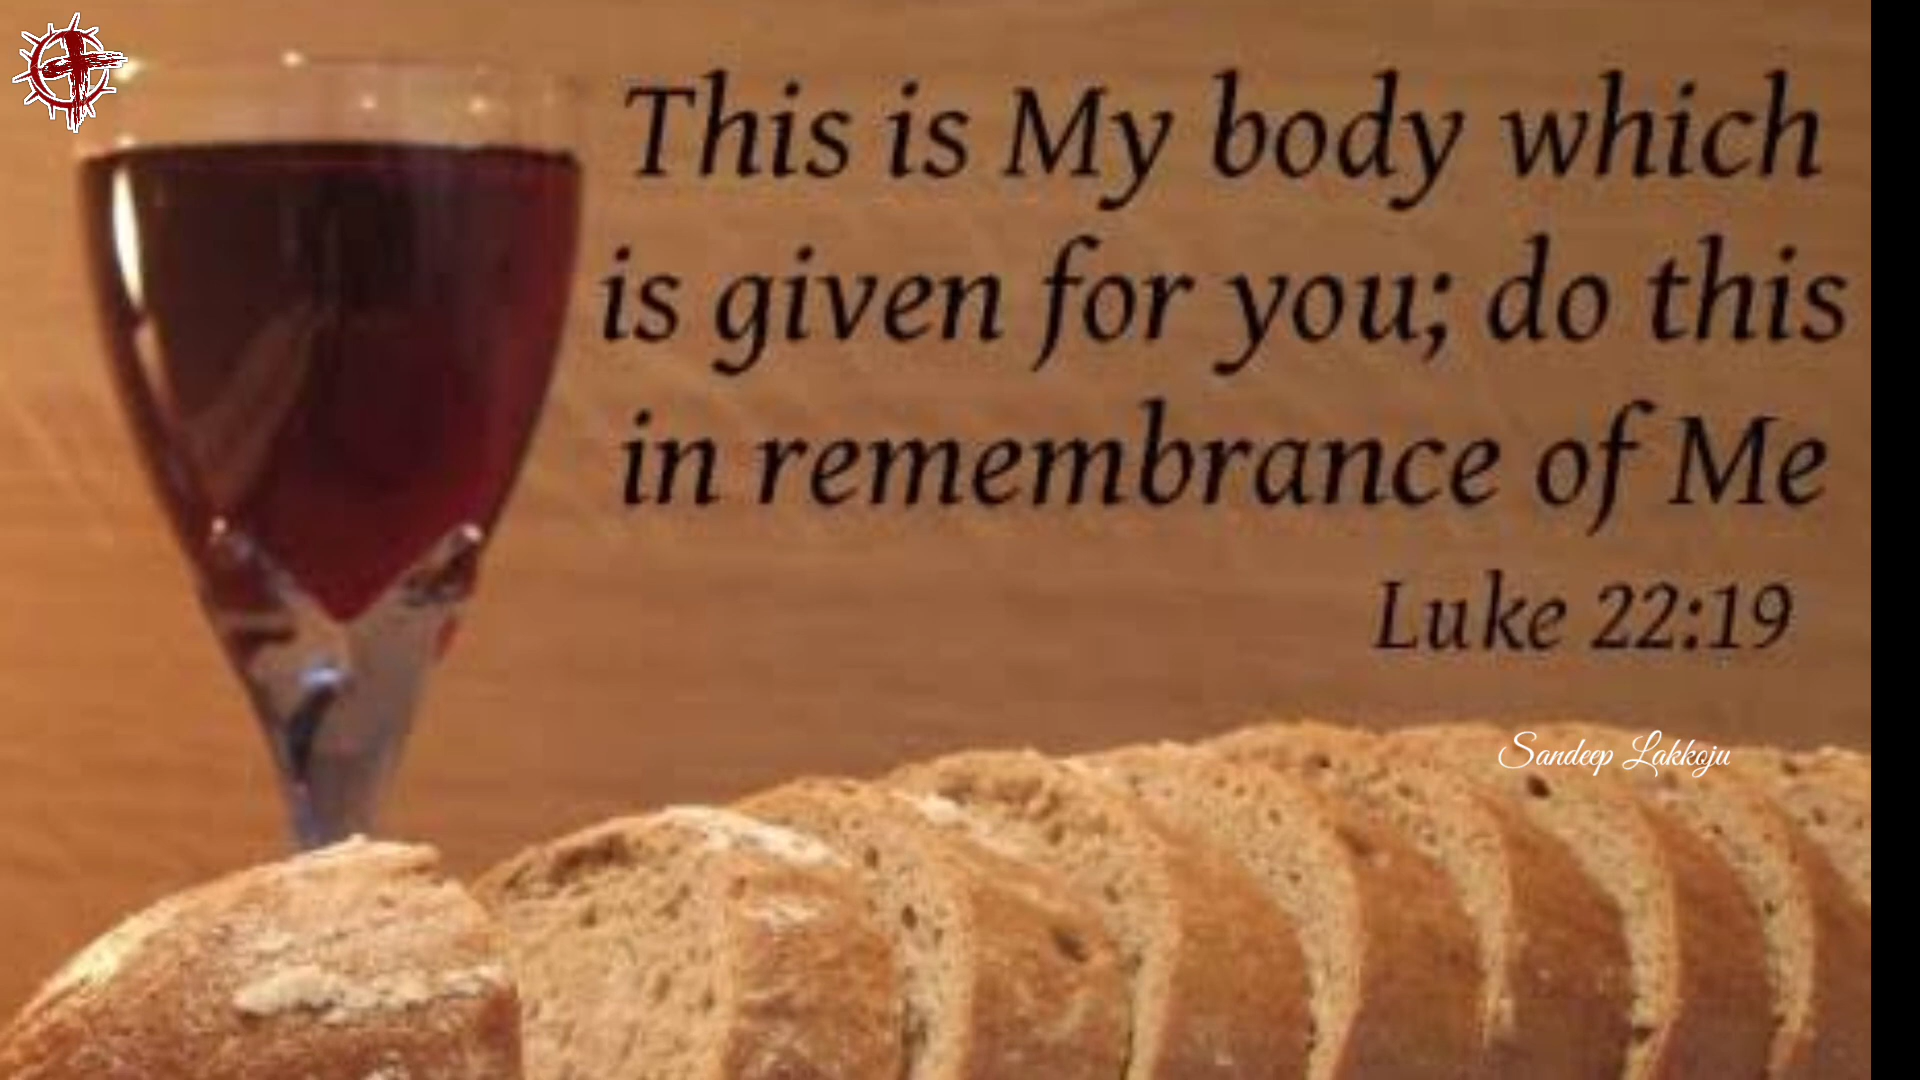 This is My body which
is given for you; do this
in remembrance of Me
Luke 22:19
Sandeep Lakkoju